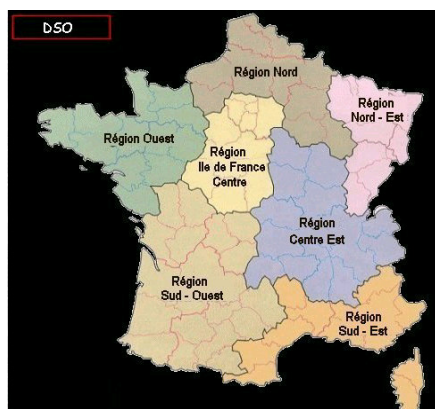 DSO
Région Nord
Région
Nord - Est
Région Ouest
Région
Ile de France
Centre
Région
Centre Est
Région
Sud - Ouest
Région
Sud - Est